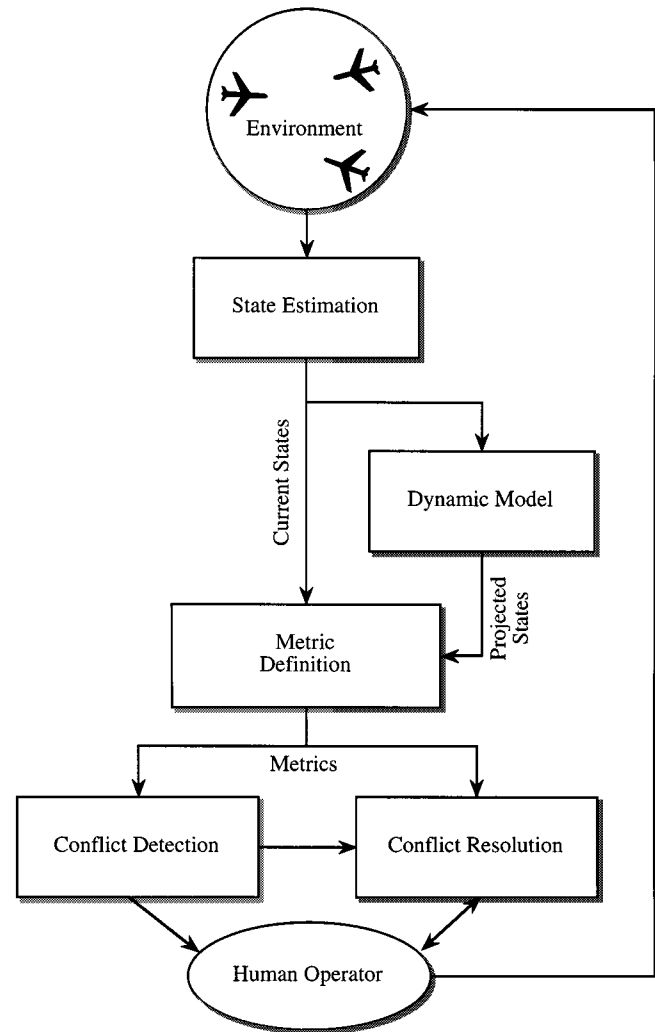 Environment
State Estimation
Current States
Dynamic Model
Projected
States
Metric
Definition
Metrics
Conflict Detection
Conflict Resolution
Human Operator